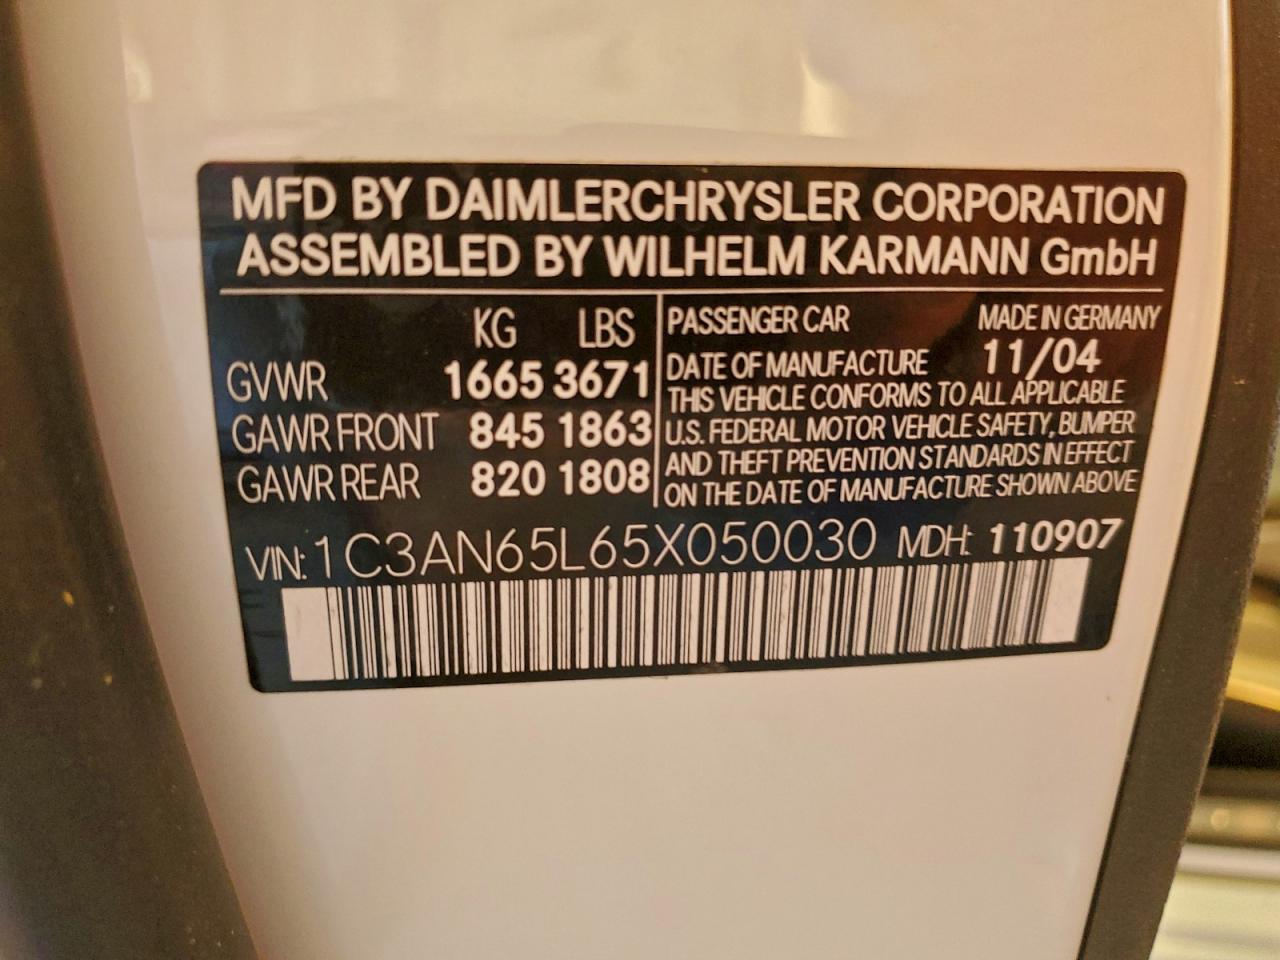 MFD BY DAIMLERCHRYSLER CORPORATION
ASSEMBLED BY WILHELM KARMANN GmbH
KG LBS
GVWR 1665 3671
GAWR FRONT 845 1863
GAWR REAR 820 1808
PASSENGER CAR MADE IN GERMANY
DATE OF MANUFACTURE 11/04
THIS VEHICLE CONFORMS TO ALL APPLICABLE
U.S. FEDERAL MOTOR VEHICLE SAFETY, BUMPER
AND THEFT PREVENTION STANDARDS IN EFFECT
ON THE DATE OF MANUFACTURE SHOWN ABOVE
VIN: 1C3AN65L65X050030 MDH: 110907